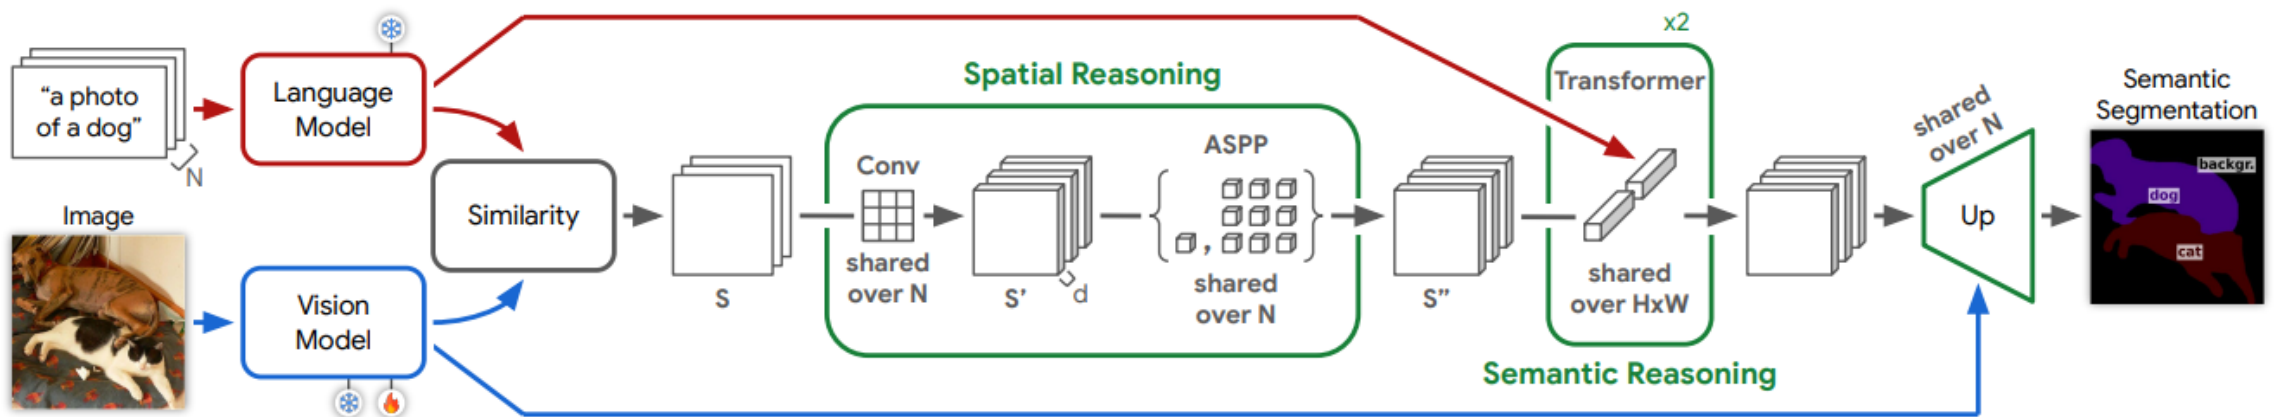 “a photo
of a dog”
N
Image
Language
Model
Vision
Model
Similarity
S
Spatial Reasoning
Conv
shared
over N
S’
d
ASPP
{ , }
shared
over N
S”
x2
Transformer
shared
over HxW
Semantic Reasoning
shared
over N
Up
Semantic
Segmentation
backgr.
dog
cat